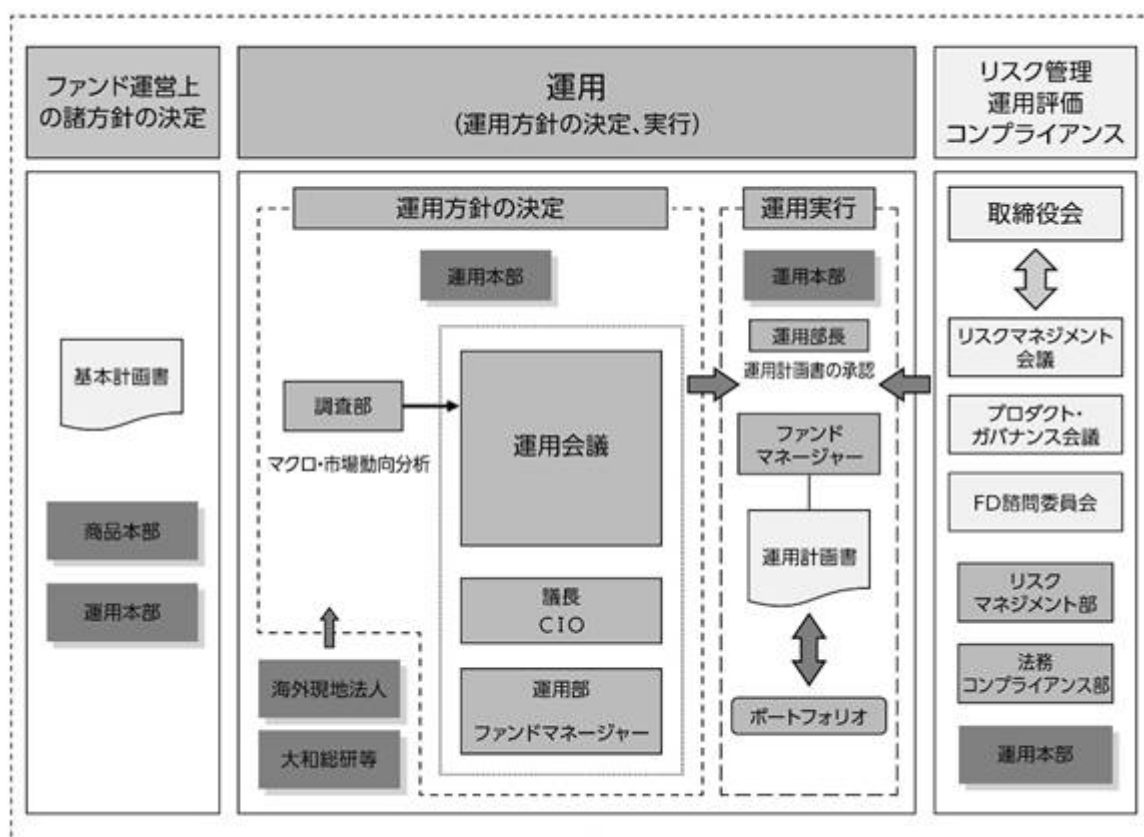 ファンド運営上
の諸方針の決定
運用
(運用方針の決定、実行)
リスク管理
運用評価
コンプライアンス
基本計画書
商品本部
運用本部
運用方針の決定
運用本部
調査部
マクロ・市場動向分析
運用会議
議長
CIO
運用部
ファンドマネージャー
海外現地法人
大和総研等
運用実行
運用本部
運用部長
運用計画書の承認
ファンド
マネージャー
運用計画書
ポートフォリオ
取締役会
リスクマネジメント
会議
プロダクト・
ガバナンス会議
FD諮問委員会
リスク
マネジメント部
法務
コンプライアンス部
運用本部